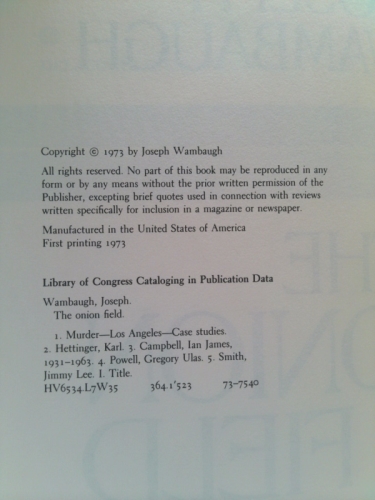 Copyright © 1973 by Joseph Wambaugh
All rights reserved. No part of this book may be reproduced in any
form or by any means without the prior written permission of the
Publisher, excepting brief quotes used in connection with reviews
written specifically for inclusion in a magazine or newspaper.
Manufactured in the United States of America
First printing 1973
Library of Congress Cataloging in Publication Data
Wambaugh, Joseph.
The onion field.
1. Murder—Los Angeles—Case studies.
2. Hettinger, Karl. 3. Campbell, Ian James,
1931–1963. 4. Powell, Gregory Ulas. 5. Smith,
Jimmy Lee. I. Title.
HV6534.L7W35 364.1'523 73-7540